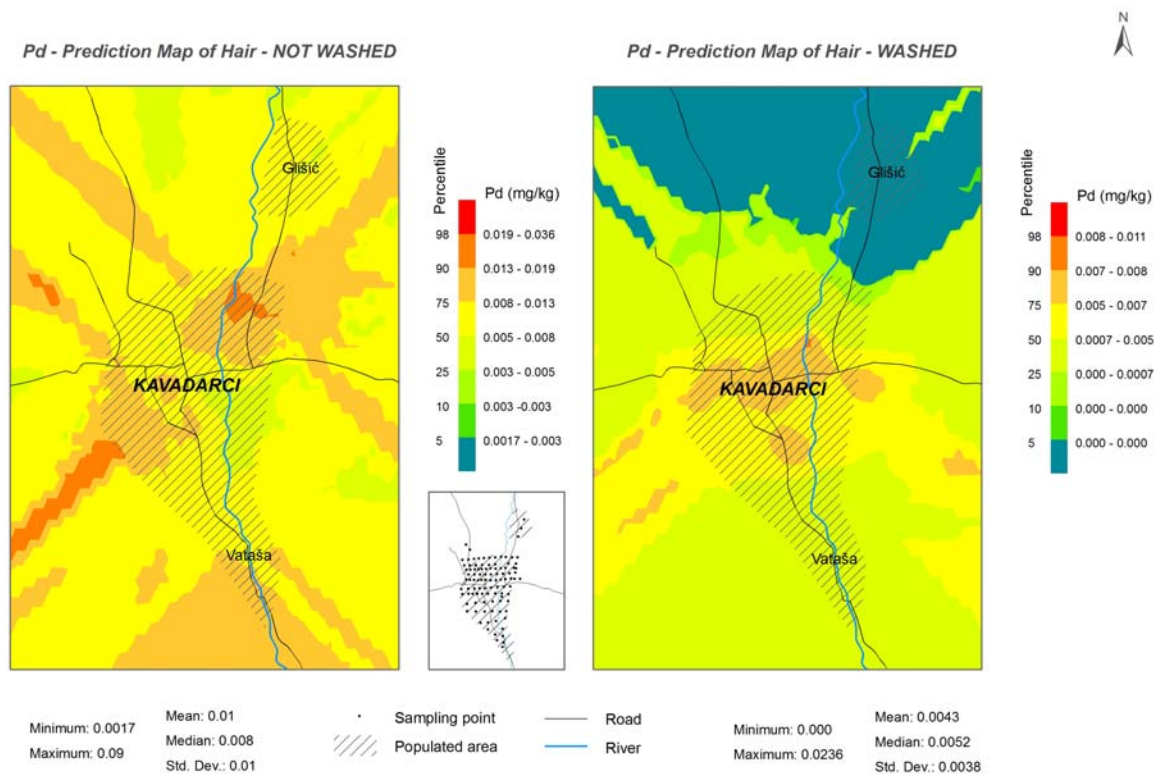 N
Pd - Prediction Map of Hair - NOT WASHED
Pd - Prediction Map of Hair - WASHED
Glišić
KAVADARCI
Vataša
Percentile
Pd (mg/kg)
98
0.019 - 0.036
90
0.013 - 0.019
75
0.008 - 0.013
50
0.005 - 0.008
25
0.003 - 0.005
10
0.003 -0.003
5
0.0017 - 0.003
Glišić
KAVADARCI
Vataša
Percentile
Pd (mg/kg)
98
0.008 - 0.011
90
0.007 - 0.008
75
0.005 - 0.007
50
0.0007 - 0.005
25
0.000 - 0.0007
10
0.000 - 0.000
5
0.000 - 0.000
Minimum: 0.0017
Maximum: 0.09
Mean: 0.01
Median: 0.008
Std. Dev.: 0.01
Sampling point
Populated area
Road
River
Minimum: 0.000
Maximum: 0.0236
Mean: 0.0043
Median: 0.0052
Std. Dev.: 0.0038